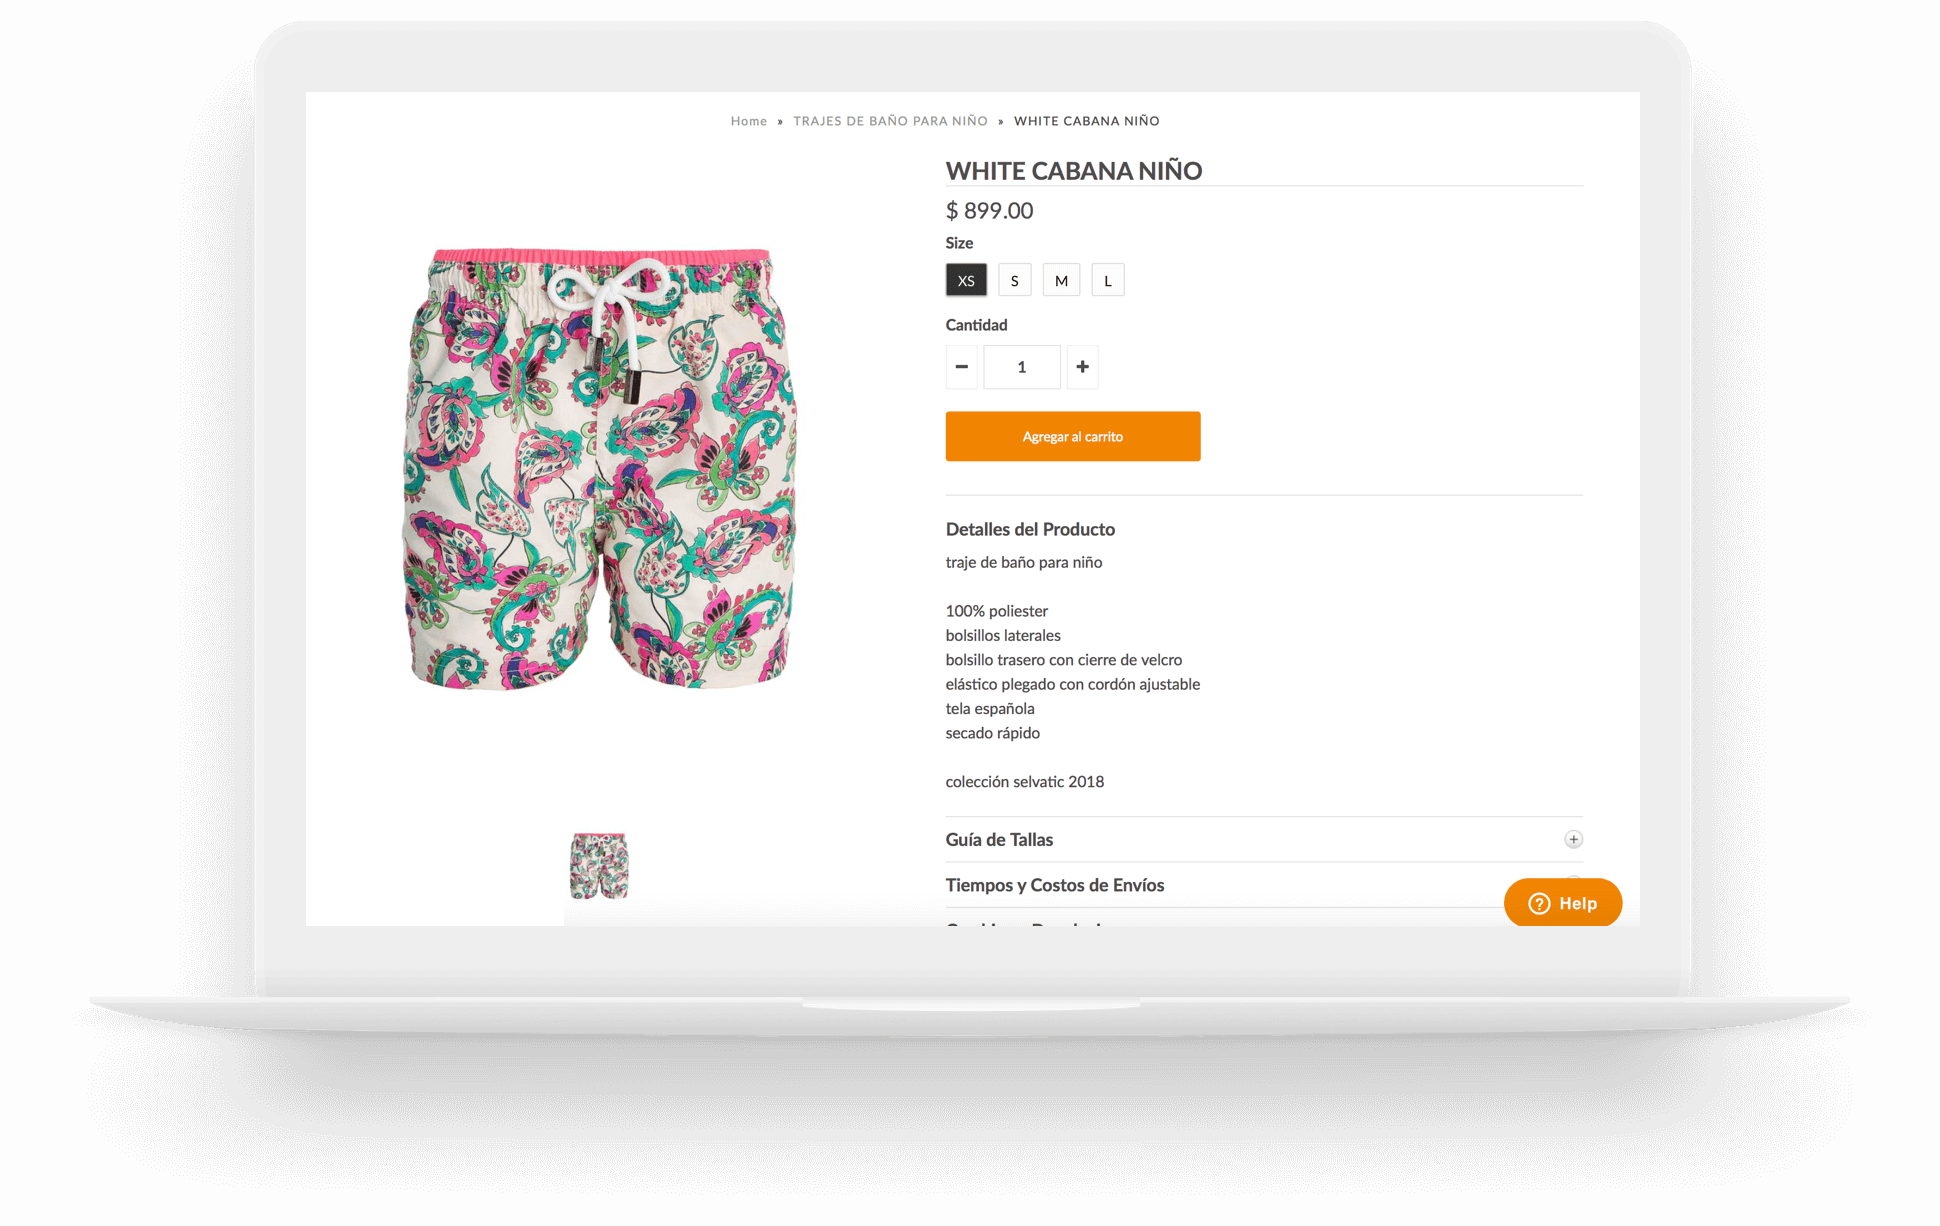 Home » TRAJES DE BAÑO PARA NIÑO » WHITE CABANA NIÑO
WHITE CABANA NIÑO
$ 899.00
Size
XS S M L
Cantidad
1
Agregar al carrito
Detalles del Producto
traje de baño para niño
100% poliester
bolsillos laterales
bolsillo trasero con cierre de velcro
elástico plegado con cordón ajustable
tela española
secado rápido
colección selvatic 2018
Guía de Tallas
Tiempos y Costos de Envíos
Help